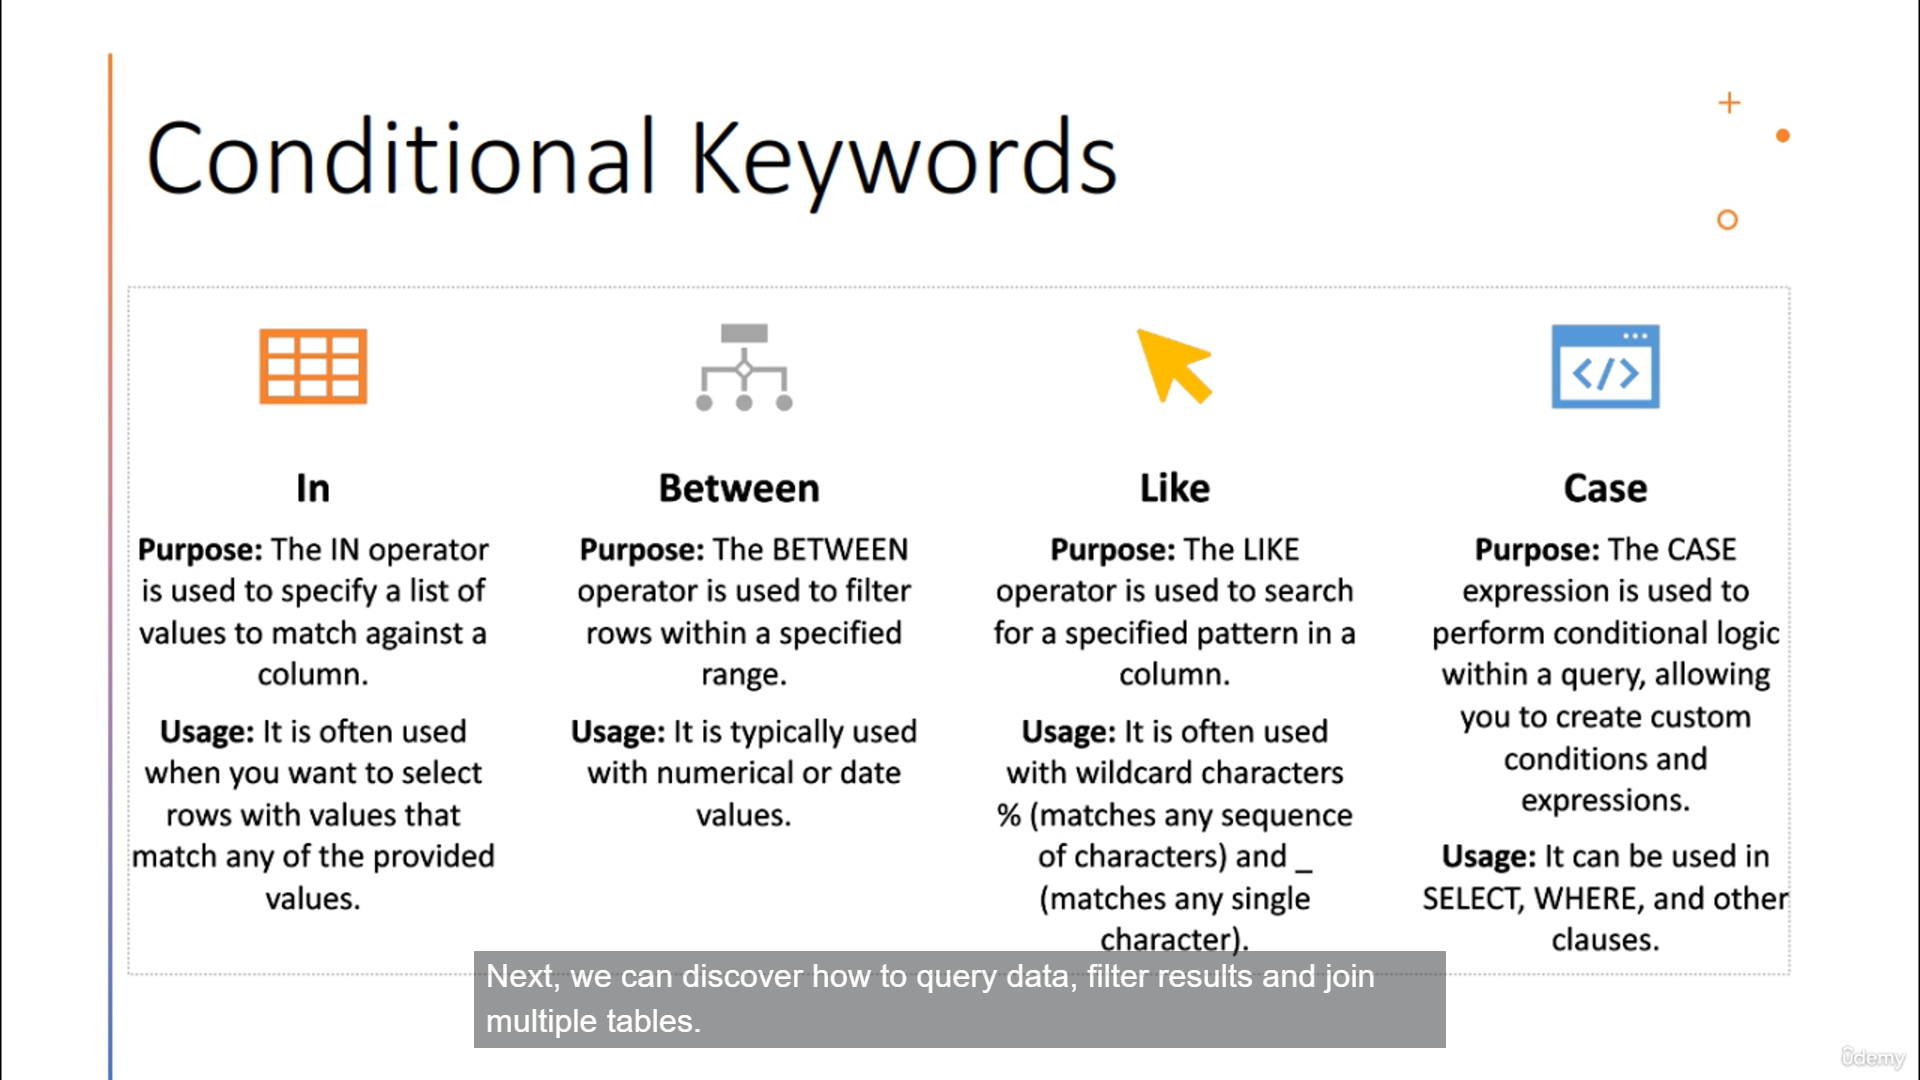 Conditional Keywords
In
Purpose: The IN operator
is used to specify a list of
values to match against a
column.
Usage: It is often used
when you want to select
rows with values that
match any of the provided
values.
Between
Purpose: The BETWEEN
operator is used to filter
rows within a specified
range.
Usage: It is typically used
with numerical or date
values.
Like
Purpose: The LIKE
operator is used to search
for a specified pattern in a
column.
Usage: It is often used
with wildcard characters
% (matches any sequence
of characters) and _
(matches any single
character).
Case
Purpose: The CASE
expression is used to
perform conditional logic
within a query, allowing
you to create custom
conditions and
expressions.
Usage: It can be used in
SELECT, WHERE, and other
clauses.
Next, we can discover how to query data, filter results and join
multiple tables.
ûdemy